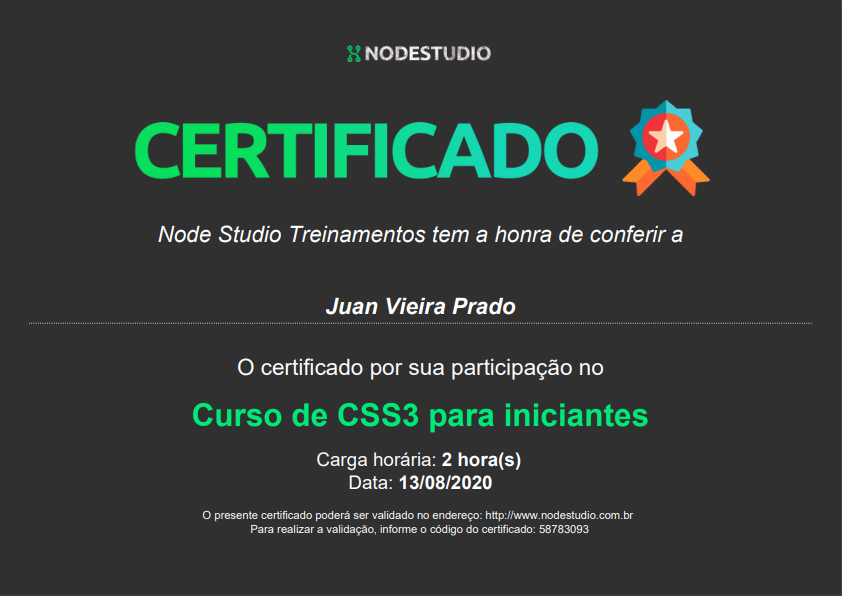 NODESTUDIO
CERTIFICADO
Node Studio Treinamentos tem a honra de conferir a
Juan Vieira Prado
O certificado por sua participação no
Curso de CSS3 para iniciantes
Carga horária: 2 hora(s)
Data: 13/08/2020
O presente certificado poderá ser validado no endereço: http://www.nodestudio.com.br
Para realizar a validação, informe o código do certificado: 58783093